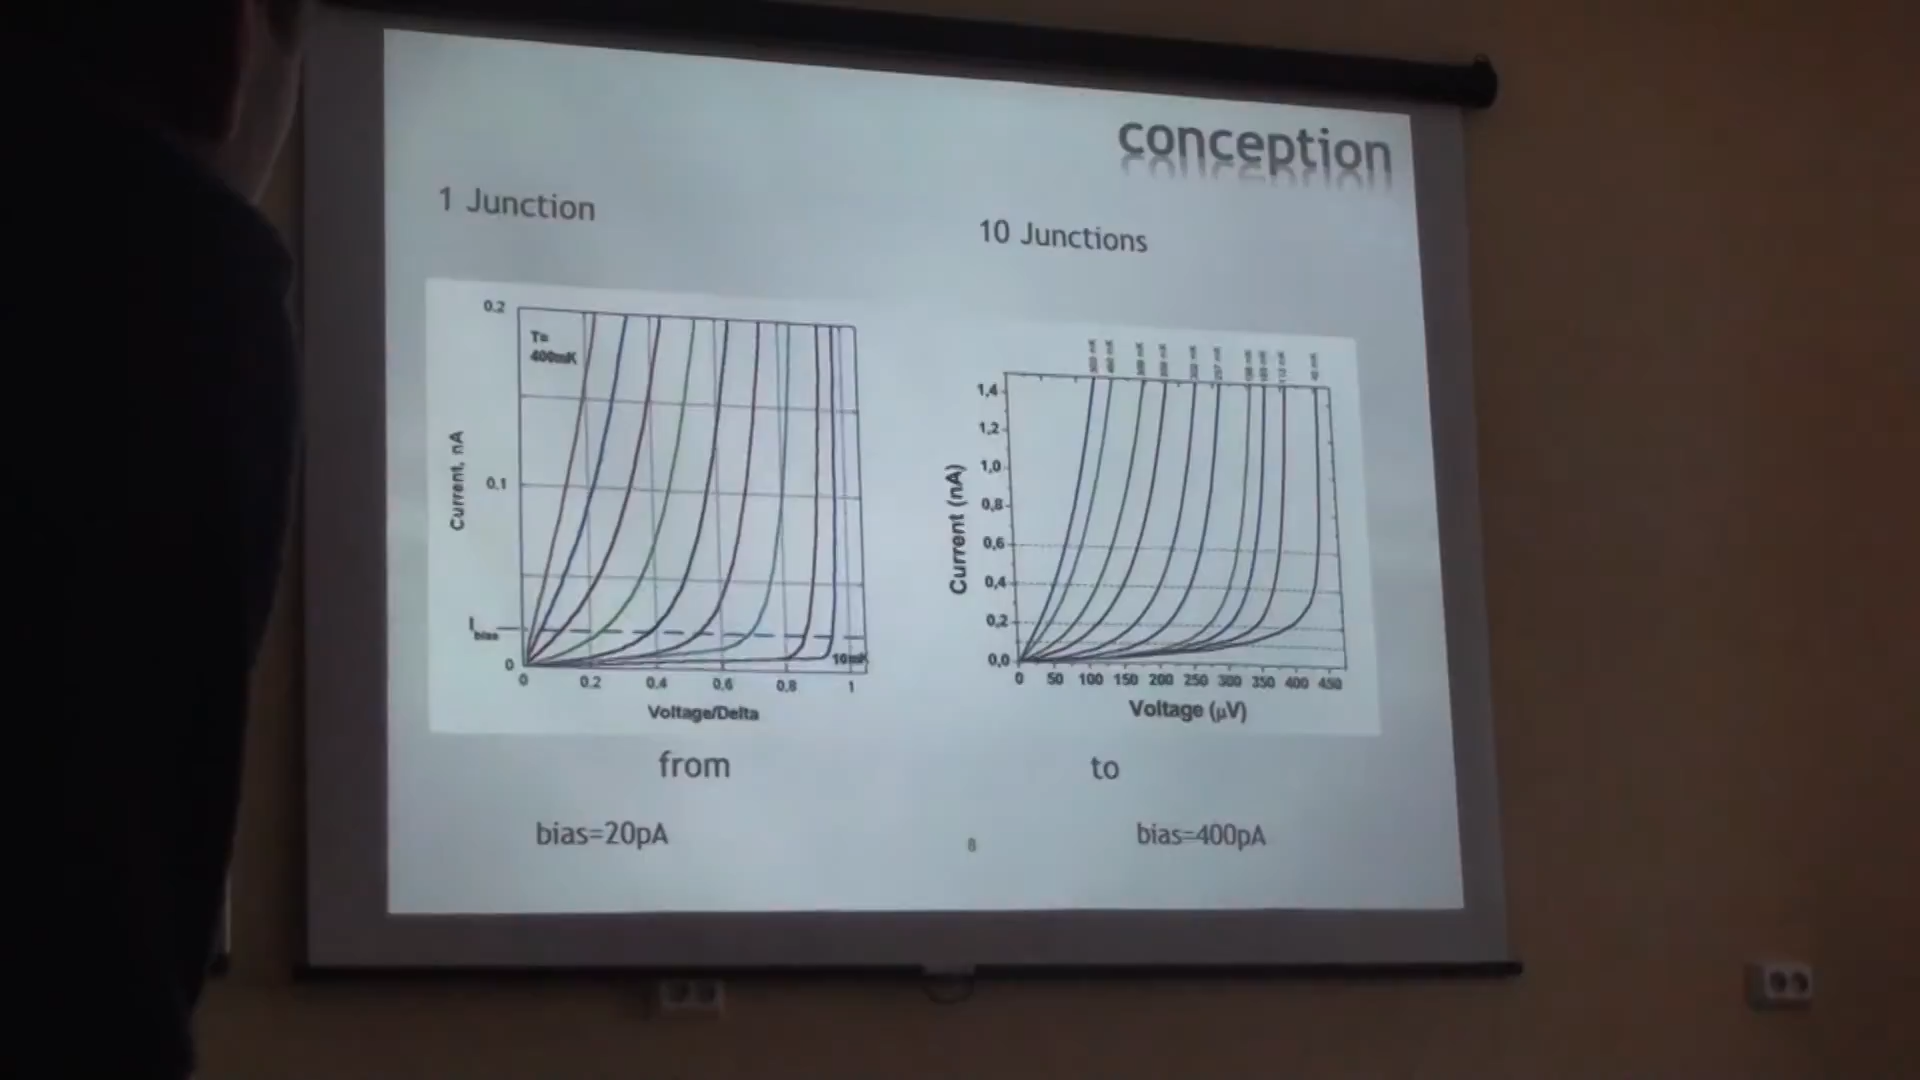 conception
1 Junction
10 Junctions
0.2
T=
400mK
Current, nA
0.1
I bias
0
10mK
0 0.2 0.4 0.6 0.8 1
Voltage/Delta
1,4
1,2
1,0
0,8
0,6
0,4
0,2
0,0
Current (nA)
0 50 100 150 200 250 300 350 400 450
Voltage (µV)
from
to
bias=20pA
8
bias=400pA